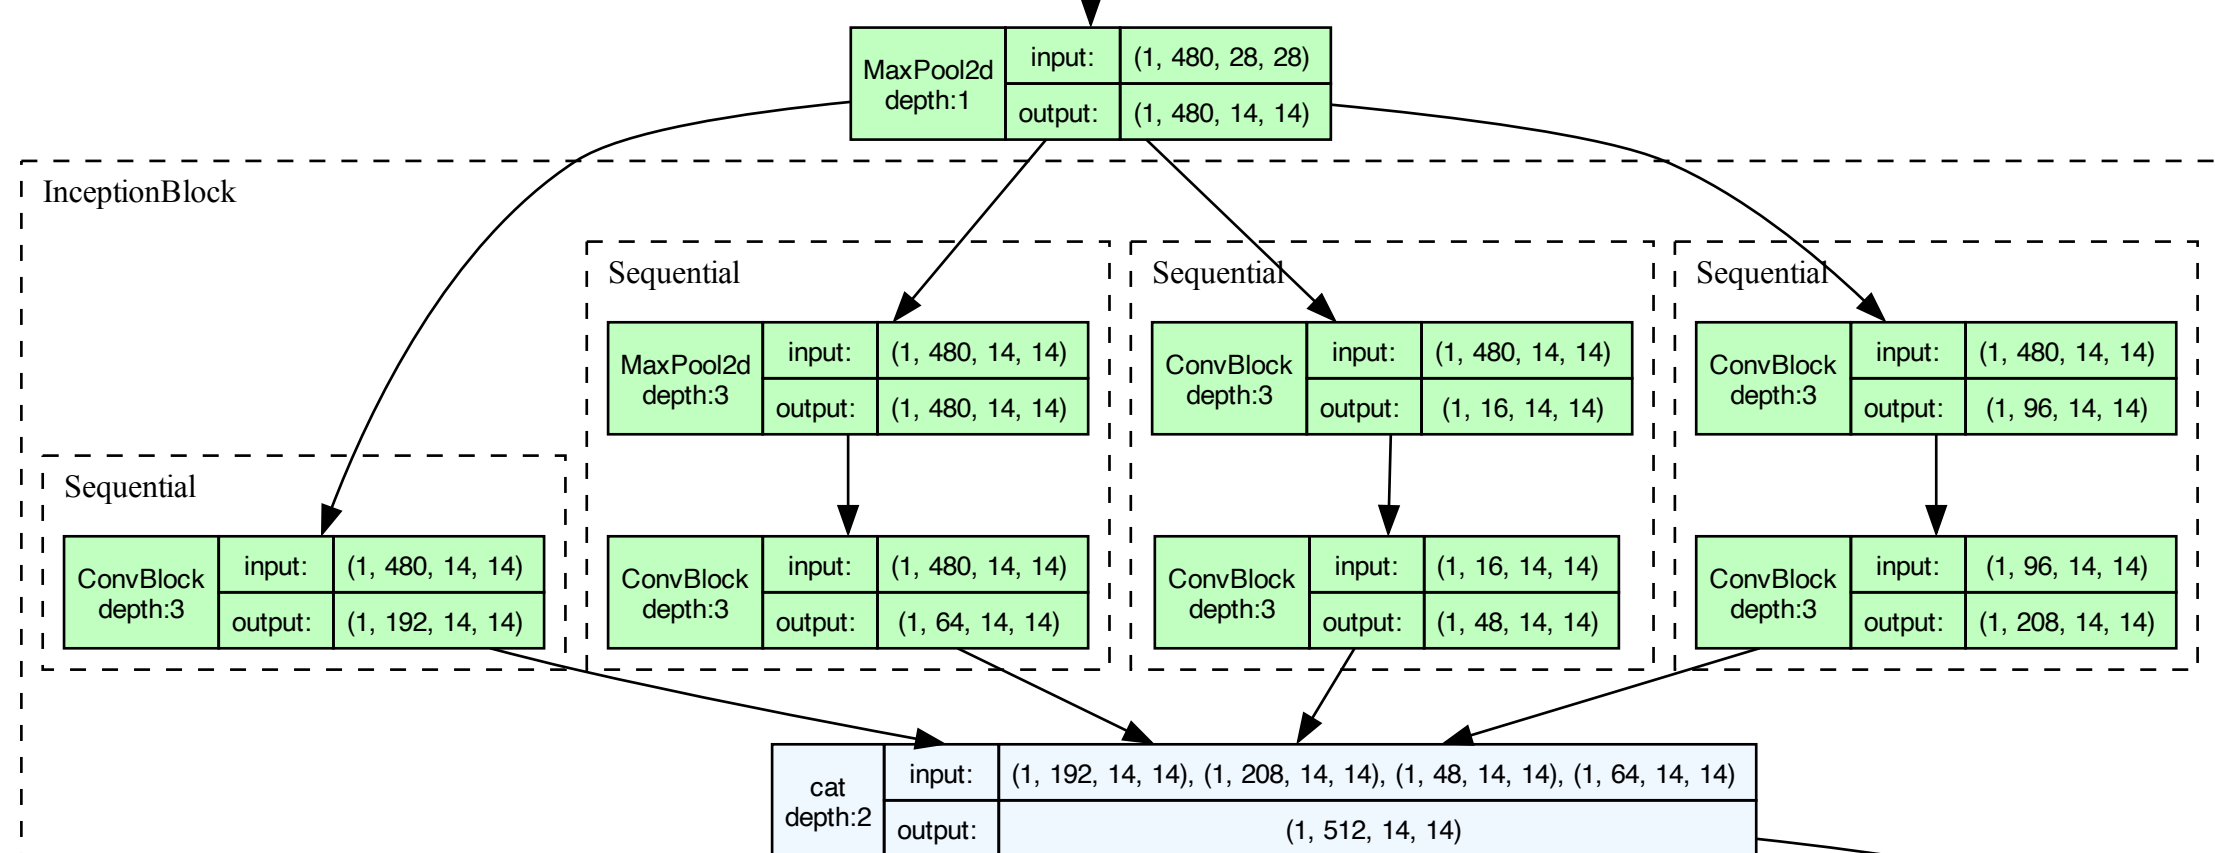 MaxPool2d
depth:1
input:
(1, 480, 28, 28)
output:
(1, 480, 14, 14)
InceptionBlock
Sequential
MaxPool2d
depth:3
input:
(1, 480, 14, 14)
output:
(1, 480, 14, 14)
Sequential
ConvBlock
depth:3
input:
(1, 480, 14, 14)
output:
(1, 16, 14, 14)
Sequential
ConvBlock
depth:3
input:
(1, 480, 14, 14)
output:
(1, 96, 14, 14)
Sequential
ConvBlock
depth:3
input:
(1, 480, 14, 14)
output:
(1, 192, 14, 14)
ConvBlock
depth:3
input:
(1, 480, 14, 14)
output:
(1, 64, 14, 14)
ConvBlock
depth:3
input:
(1, 16, 14, 14)
output:
(1, 48, 14, 14)
ConvBlock
depth:3
input:
(1, 96, 14, 14)
output:
(1, 208, 14, 14)
cat
depth:2
input:
(1, 192, 14, 14), (1, 208, 14, 14), (1, 48, 14, 14), (1, 64, 14, 14)
output:
(1, 512, 14, 14)